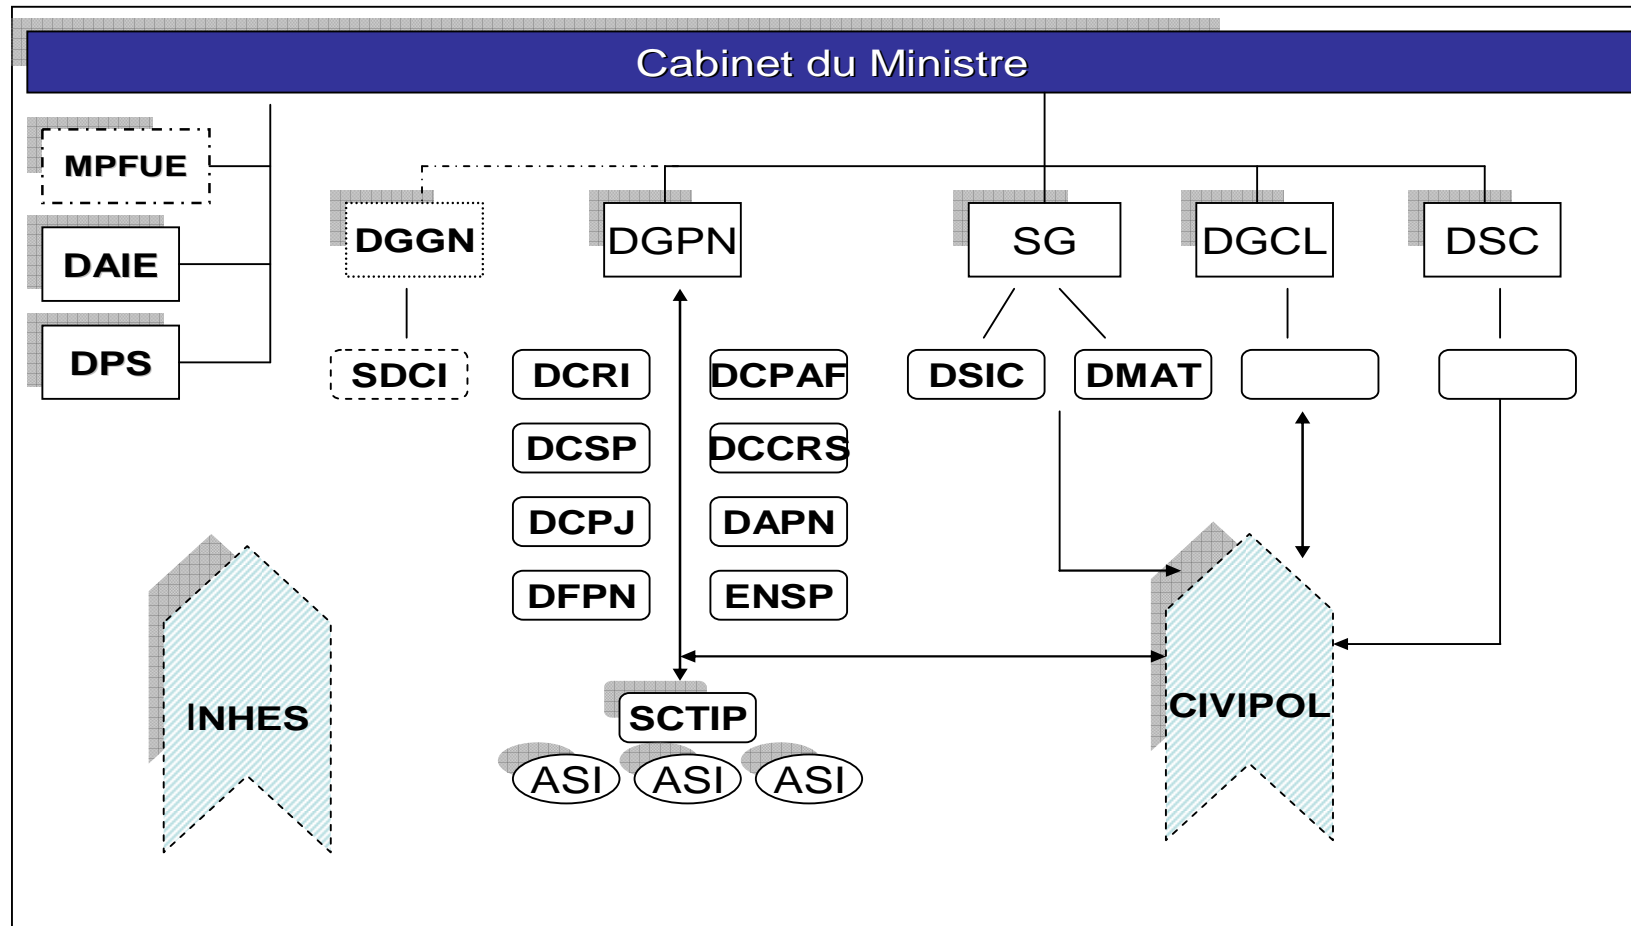 Cabinet du Ministre
MPFUE
DAIE
DPS
DGGN
DGPN
SG
DGCL
DSC
SDCI
DCRI
DCPAF
DSIC
DMAT
DCSP
DCCRS
DCPJ
DAPN
DFPN
ENSP
INHES
SCTIP
CIVIPOL
ASI
ASI
ASI